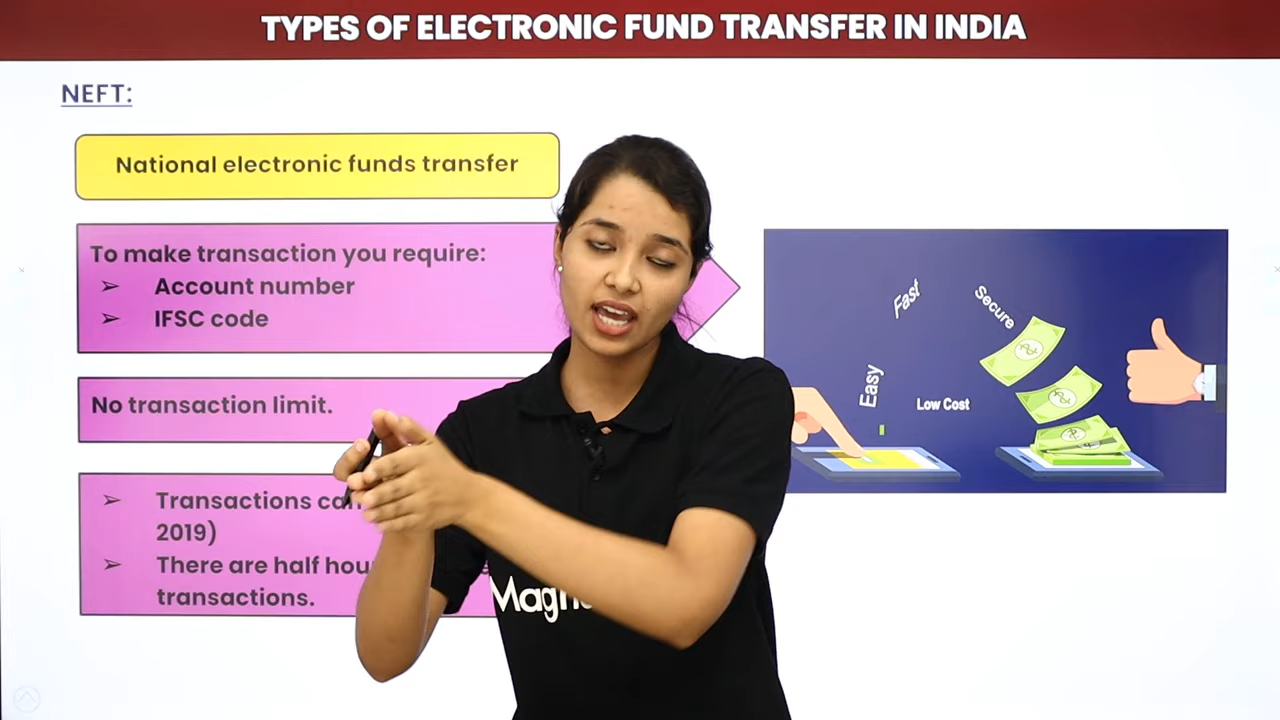 TYPES OF ELECTRONIC FUND TRANSFER IN INDIA
NEFT:
National electronic funds transfer
To make transaction you require:
➢ Account number
➢ IFSC code
No transaction limit.
➢ Transactions can
2019)
➢ There are half hou
transactions.
Fast
Secure
Easy
Low Cost
Magn